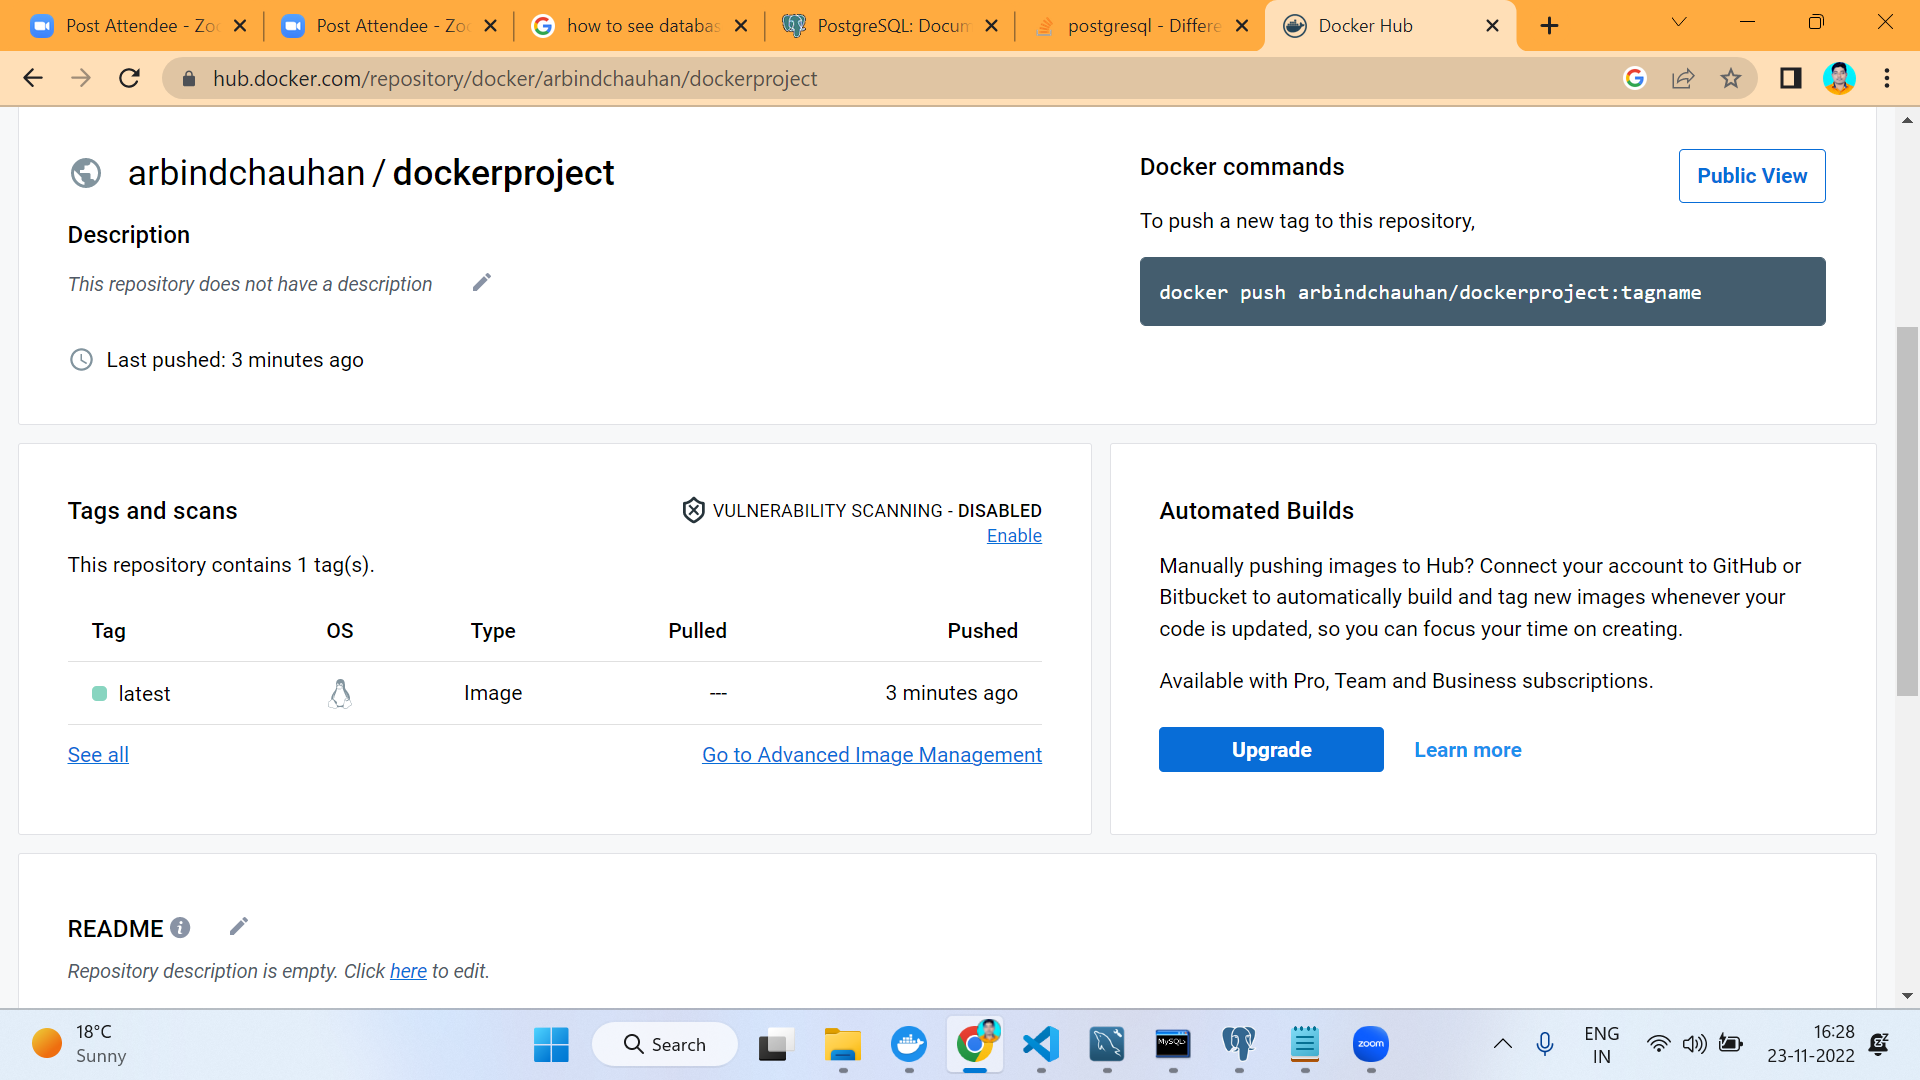 Post Attendee - Zoo
Post Attendee - Zoo
how to see databas
PostgreSQL: Docum
postgresql - Differe
Docker Hub
hub.docker.com/repository/docker/arbindchauhan/dockerproject
arbindchauhan / dockerproject
Docker commands
Public View
To push a new tag to this repository,
Description
This repository does not have a description
docker push arbindchauhan/dockerproject:tagname
Last pushed: 3 minutes ago
Tags and scans
VULNERABILITY SCANNING - DISABLED
Enable
This repository contains 1 tag(s).
Tag OS Type Pulled Pushed
latest Image --- 3 minutes ago
See all
Go to Advanced Image Management
Automated Builds
Manually pushing images to Hub? Connect your account to GitHub or
Bitbucket to automatically build and tag new images whenever your
code is updated, so you can focus your time on creating.
Available with Pro, Team and Business subscriptions.
Upgrade
Learn more
README
Repository description is empty. Click here to edit.
18°C
Sunny
Search
MySQL
zoom
ENG
IN
16:28
23-11-2022